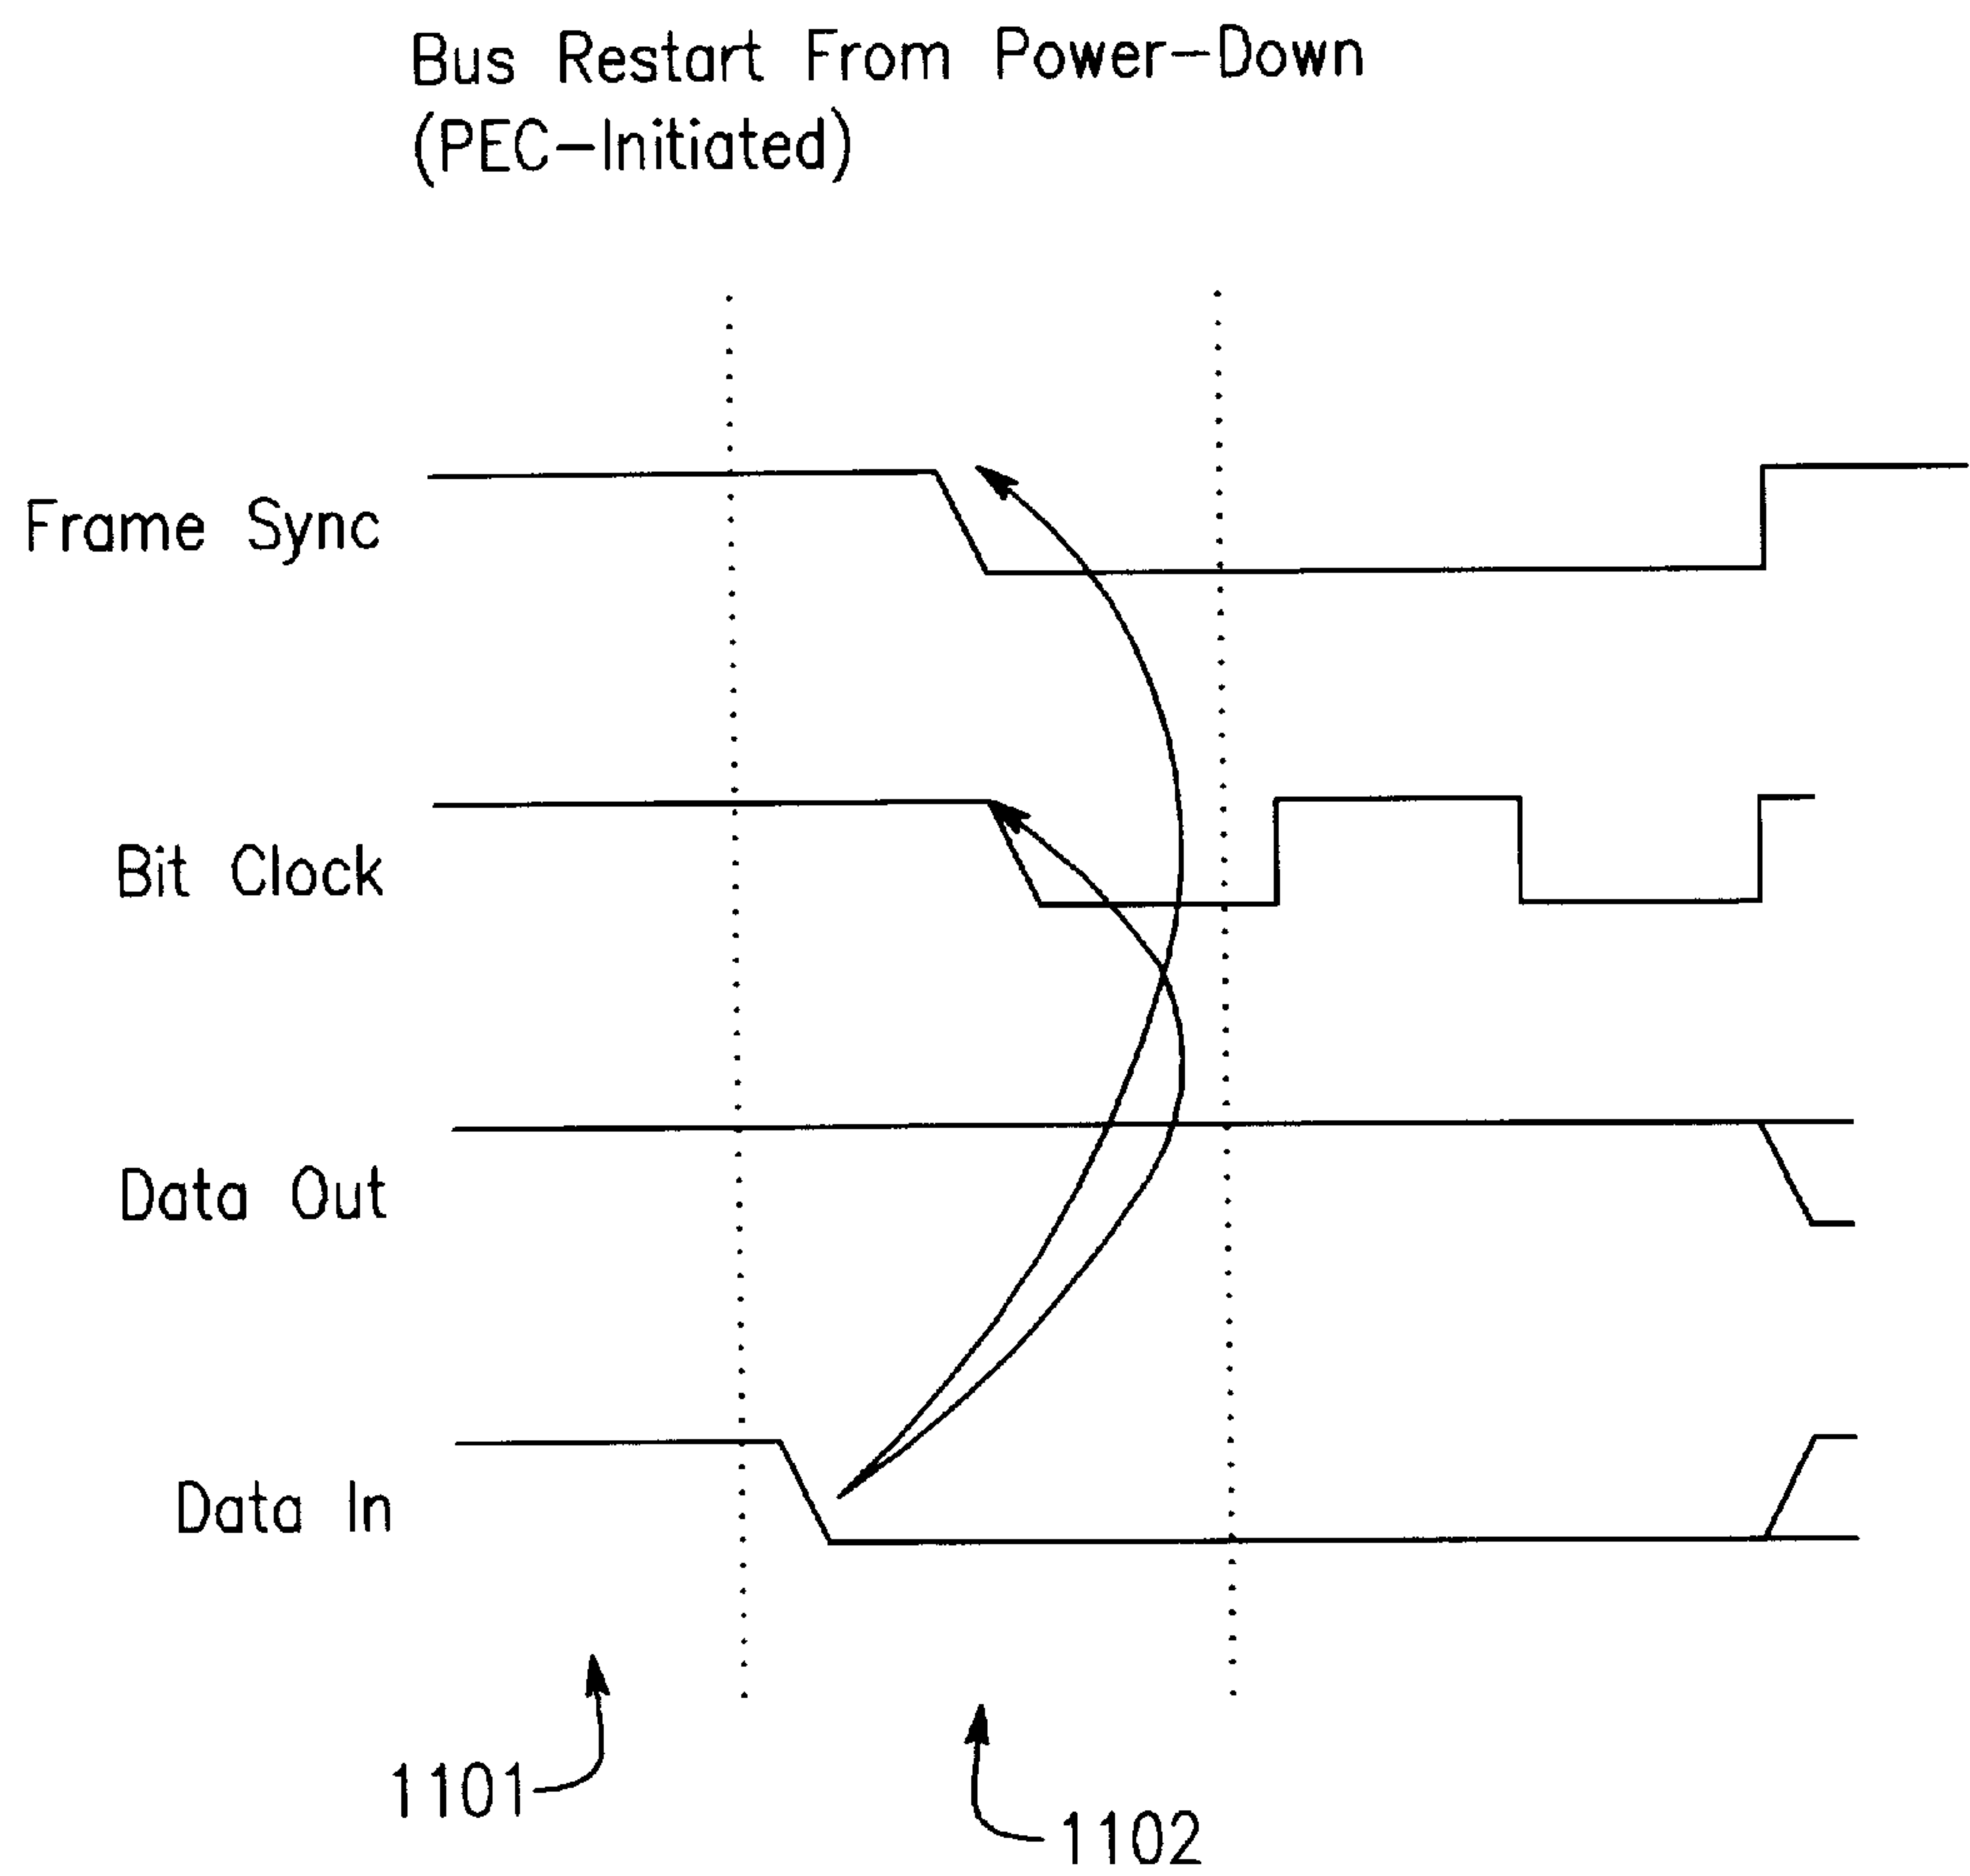 Bus Restart From Power-Down
(PEC-Initiated)
Frame Sync
Bit Clock
Data Out
Data In
1101
1102